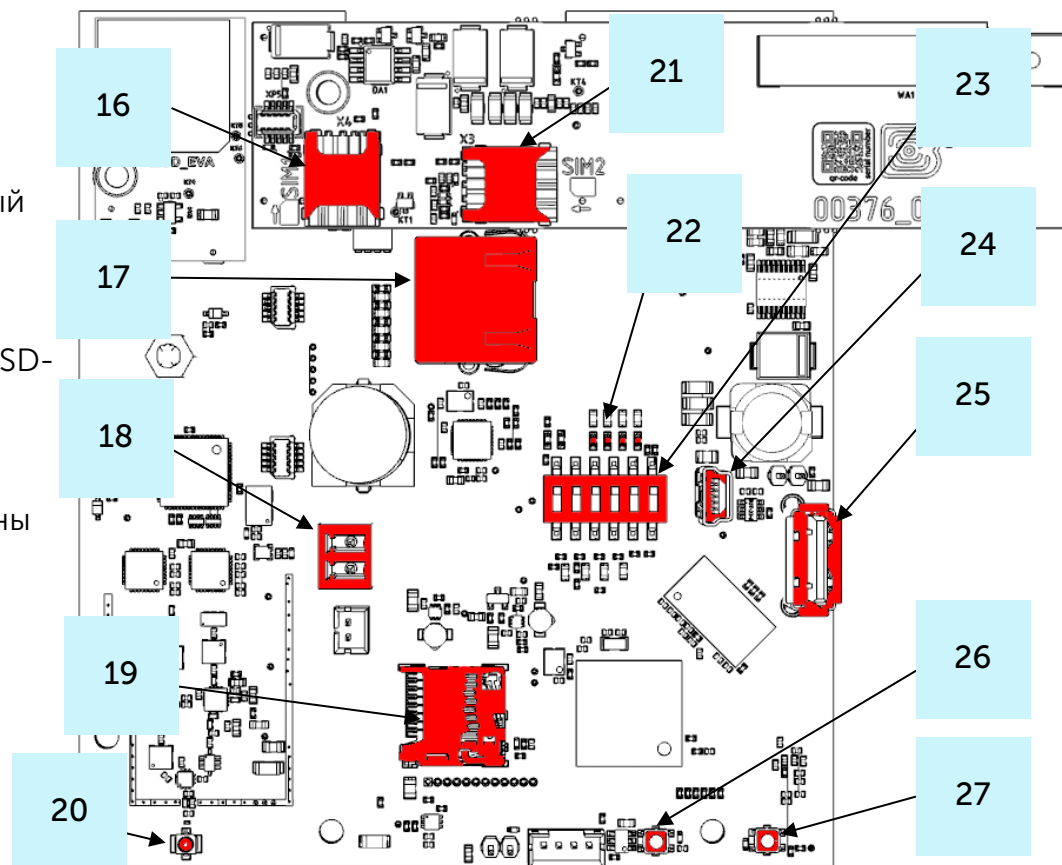 21
23
16
WA1
XP5
DA1
KT4
X4
X3
SIM2
D_EVA
SIM
qr-code
serial number
ый
KT1
00376_0
22
24
17
SD-
25
18
ны
26
19
27
20